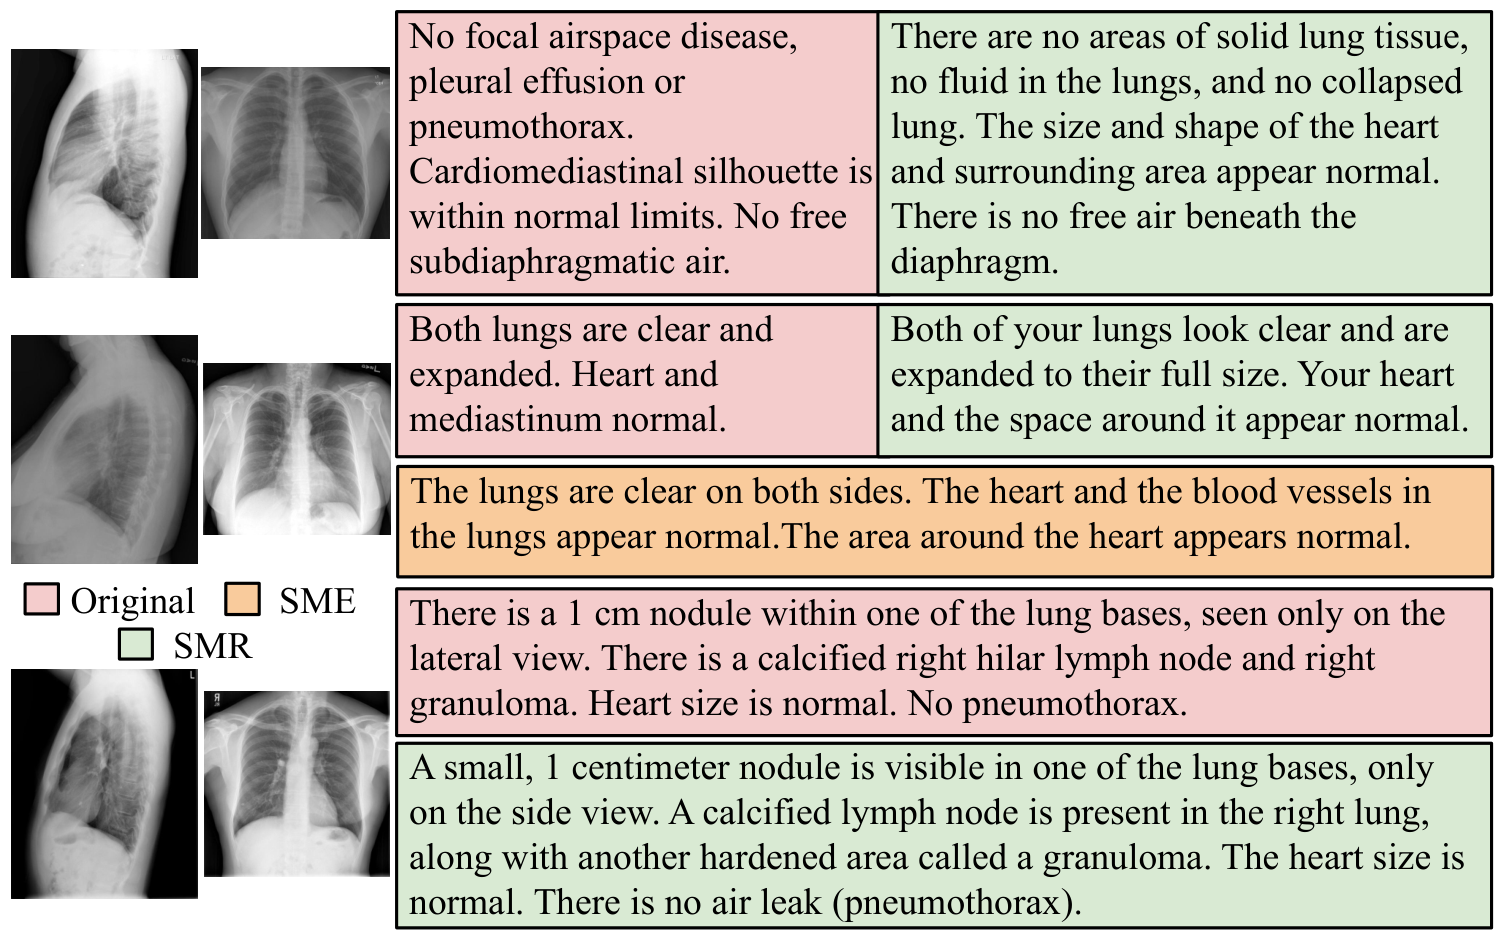 No focal airspace disease,
pleural effusion or
pneumothorax.
Cardiomediastinal silhouette is
within normal limits. No free
subdiaphragmatic air.
There are no areas of solid lung tissue,
no fluid in the lungs, and no collapsed
lung. The size and shape of the heart
and surrounding area appear normal.
There is no free air beneath the
diaphragm.
Both lungs are clear and
expanded. Heart and
mediastinum normal.
Both of your lungs look clear and are
expanded to their full size. Your heart
and the space around it appear normal.
The lungs are clear on both sides. The heart and the blood vessels in
the lungs appear normal.The area around the heart appears normal.
Original SME
SMR
There is a 1 cm nodule within one of the lung bases, seen only on the
lateral view. There is a calcified right hilar lymph node and right
granuloma. Heart size is normal. No pneumothorax.
L
R
A small, 1 centimeter nodule is visible in one of the lung bases, only
on the side view. A calcified lymph node is present in the right lung,
along with another hardened area called a granuloma. The heart size is
normal. There is no air leak (pneumothorax).